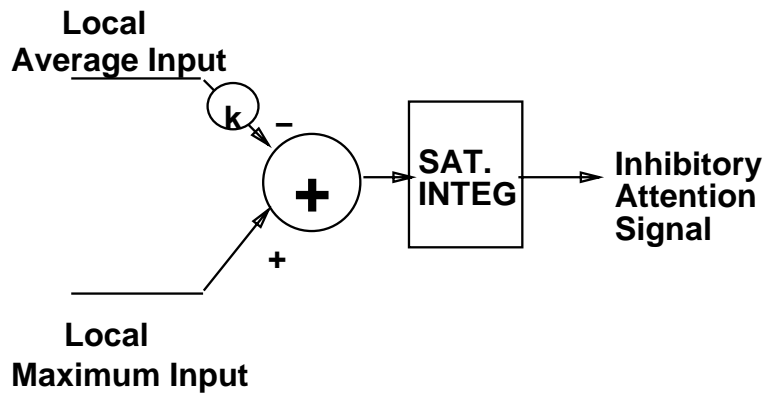 Local
Average Input
k
−
+
SAT.
INTEG
Inhibitory
Attention
Signal
+
Local
Maximum Input